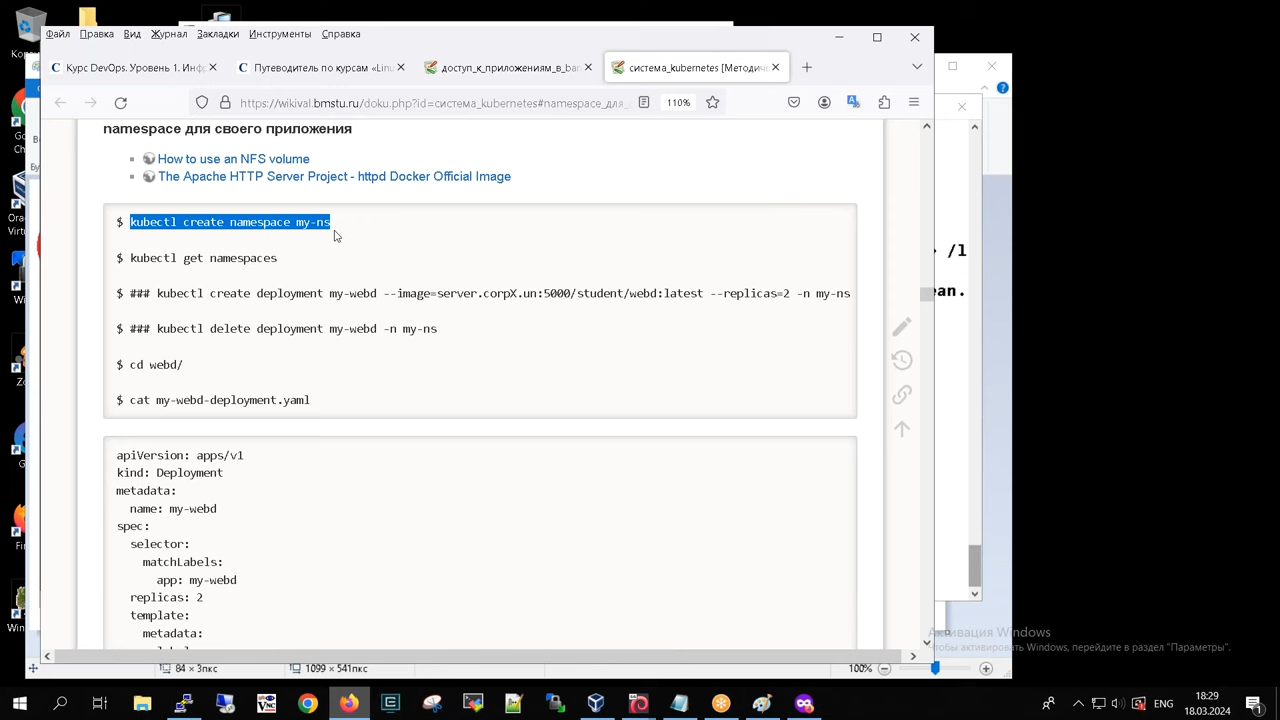 Файл Правка Вид Журнал Закладки Инструменты Справка
Курс DevOps. Уровень 1. Инфо
Путеводитель по курсам «Linu
доступ_к_приложениям_в_bar
система_kubernetes [Методиче
https://wikival.bmstu.ru/doku.php?id=система_kubernetes#namespace_для_
110%
namespace для своего приложения
How to use an NFS volume
The Apache HTTP Server Project - httpd Docker Official Image
$ kubectl create namespace my-ns
$ kubectl get namespaces
$ ### kubectl create deployment my-webd --image=server.corpX.un:5000/student/webd:latest --replicas=2 -n my-ns
$ ### kubectl delete deployment my-webd -n my-ns
$ cd webd/
$ cat my-webd-deployment.yaml
apiVersion: apps/v1
kind: Deployment
metadata:
name: my-webd
spec:
selector:
matchLabels:
app: my-webd
replicas: 2
template:
metadata:
/l
ean.
Активация Windows
Чтобы активировать Windows, перейдите в раздел "Параметры".
84 × 3пкс
1099 × 541пкс
100%
ENG
18:29
18.03.2024